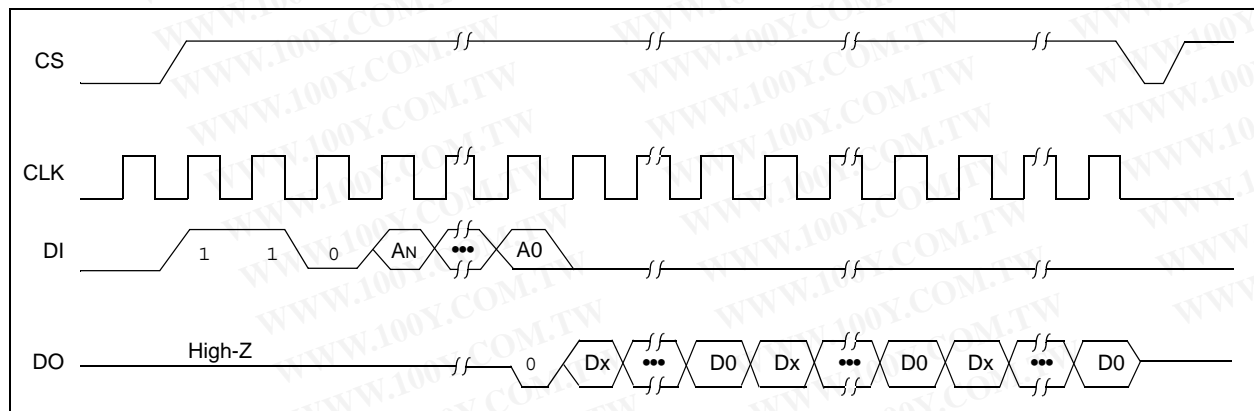 WWW.100Y.COM.TW
CS
CLK
DI 1 1 0 AN ••• A0
DO High-Z 0 Dx ••• D0 Dx ••• D0 Dx ••• D0